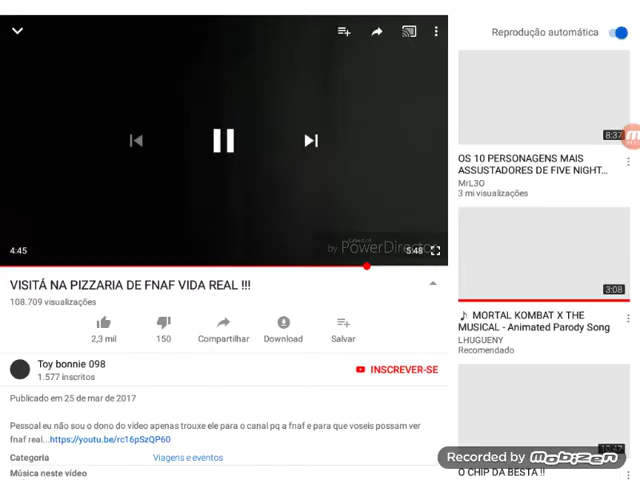 Reprodução automática
8:37
by PowerDirector
4:45
5:48
OS 10 PERSONAGENS MAIS
ASSUSTADORES DE FIVE NIGHT...
MrL3O
3 mi visualizações
3:08
VISITÁ NA PIZZARIA DE FNAF VIDA REAL !!!
108.709 visualizações
2,3 mil
150
Compartilhar
Download
Salvar
♪ MORTAL KOMBAT X THE
MUSICAL - Animated Parody Song
LHUGUENY
Recomendado
Toy bonnie 098
1.577 inscritos
INSCREVER-SE
Publicado em 25 de mar de 2017
Pessoal eu não sou o dono do vídeo apenas trouxe ele para o canal pq a fnaf e para que voseis possam ver
fnaf real...https://youtu.be/rc16pSzQP60
Categoria
Viagens e eventos
Música neste vídeo
Recorded by Mobizen
O CHIP DA BESTA !!